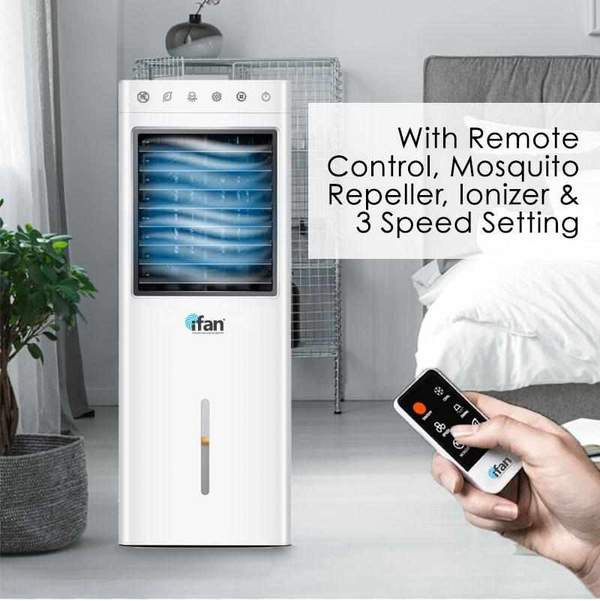 With Remote
Control, Mosquito
Repeller, Ionizer &
3 Speed Setting
ifan
ifan